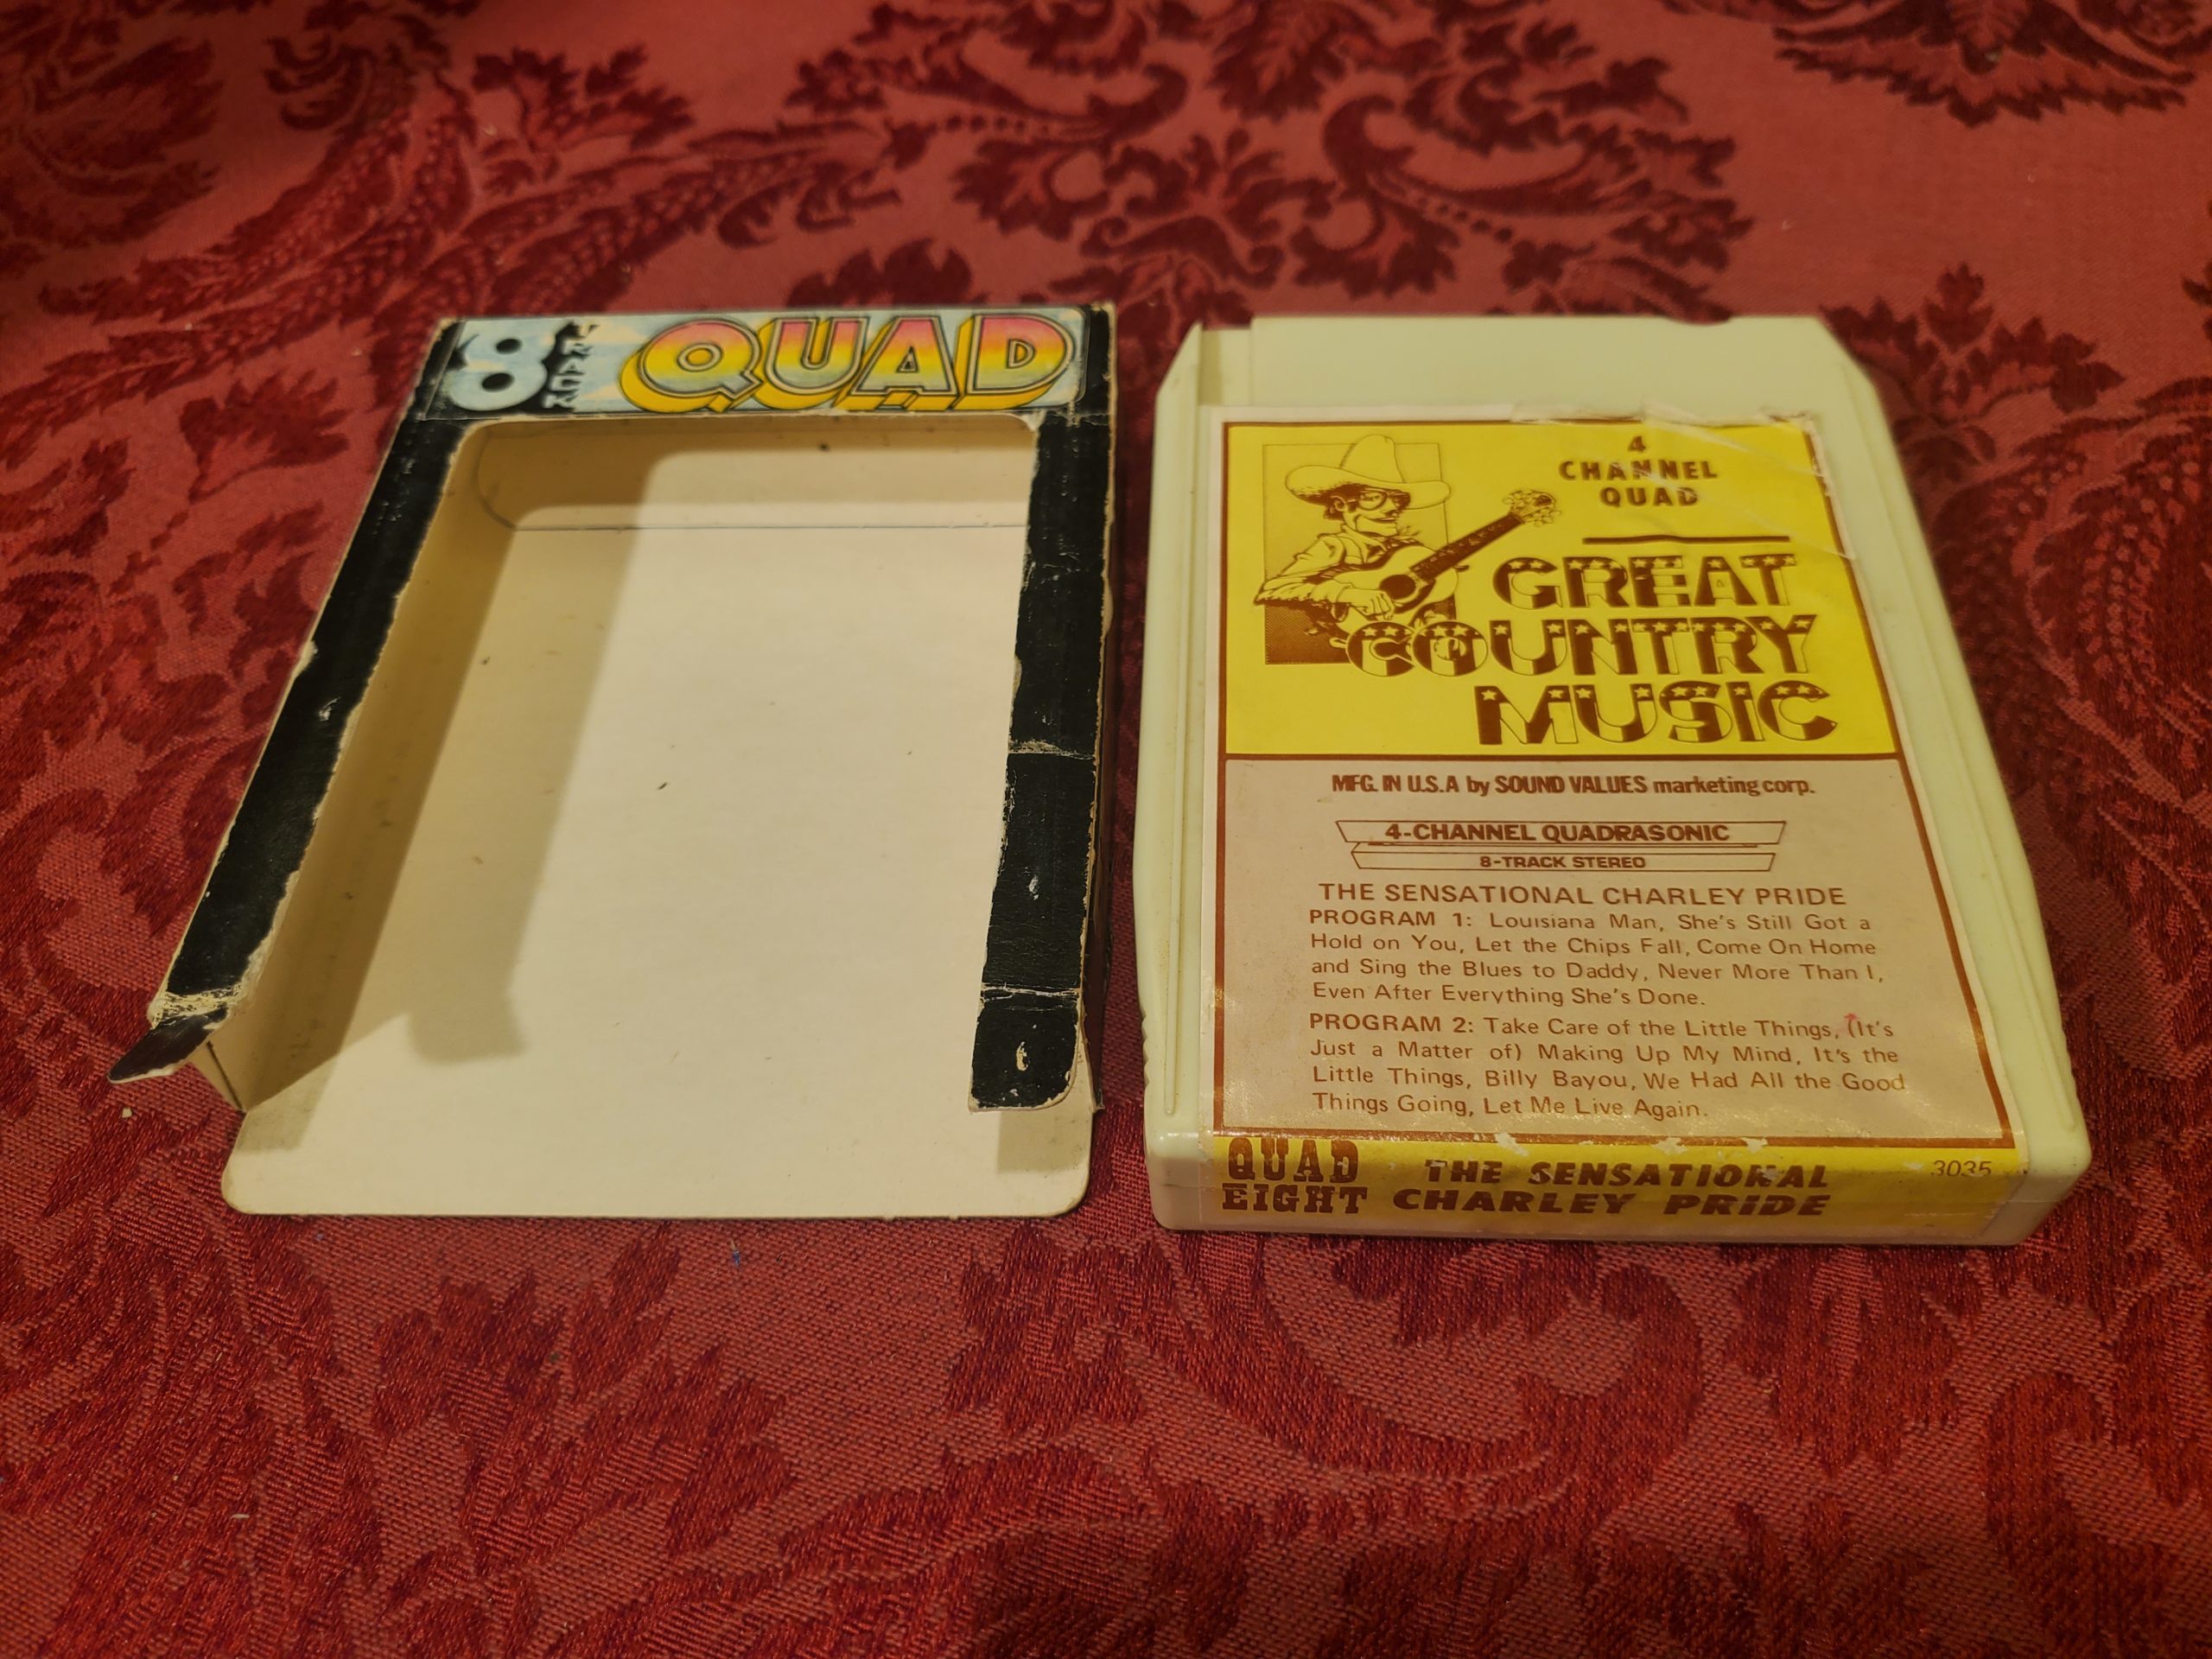 8 TRACK QUAD
4
CHANNEL
QUAD
GREAT
COUNTRY
MUSIC
MFG. IN U.S.A by SOUND VALUES marketing corp.
4-CHANNEL QUADRASONIC
8-TRACK STEREO
THE SENSATIONAL CHARLEY PRIDE
PROGRAM 1: Louisiana Man, She's Still Got a
Hold on You, Let the Chips Fall, Come On Home
and Sing the Blues to Daddy, Never More Than I,
Even After Everything She's Done.
PROGRAM 2: Take Care of the Little Things, (It's
Just a Matter of) Making Up My Mind, It's the
Little Things, Billy Bayou, We Had All the Good
Things Going, Let Me Live Again.
QUAD
EIGHT
THE SENSATIONAL
CHARLEY PRIDE
3035